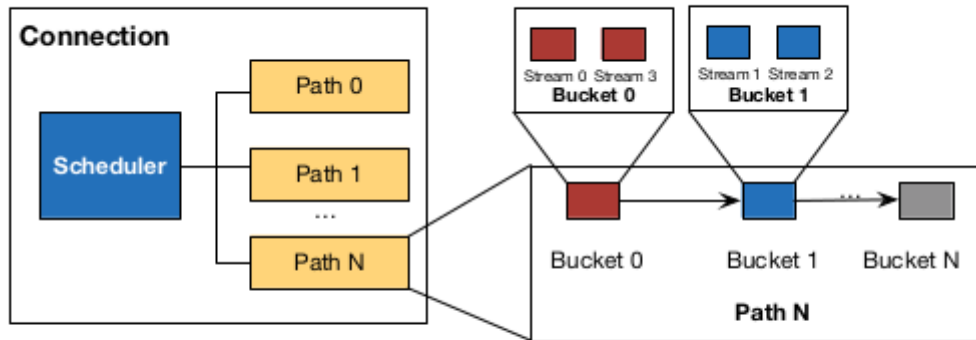 Connection
Scheduler
Path 0
Path 1
...
Path N
Stream 0 Stream 3
Bucket 0
Stream 1 Stream 2
Bucket 1
...
Bucket 0 Bucket 1 Bucket N
Path N